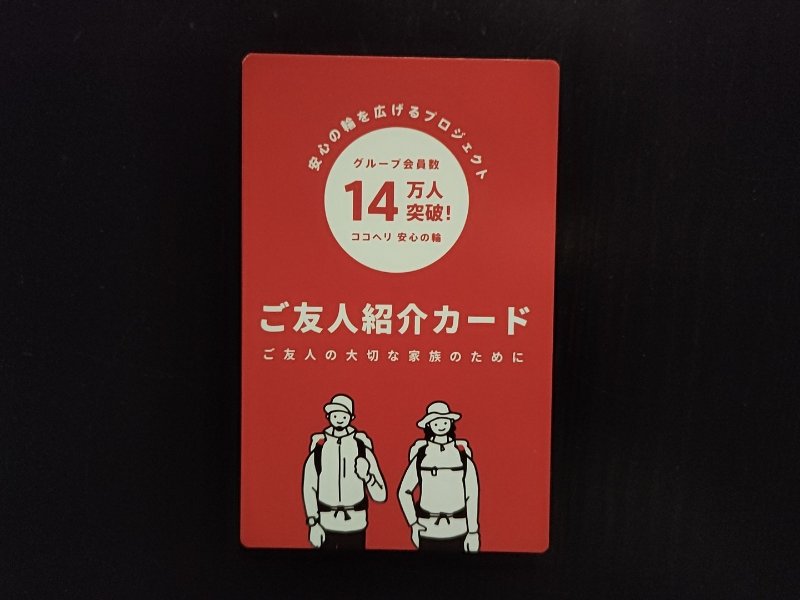 安心の輪を広げるプロジェクト
グループ会員数
14万人
突破!
ココヘリ 安心の輪
ご友人紹介カード
ご友人の大切な家族のために